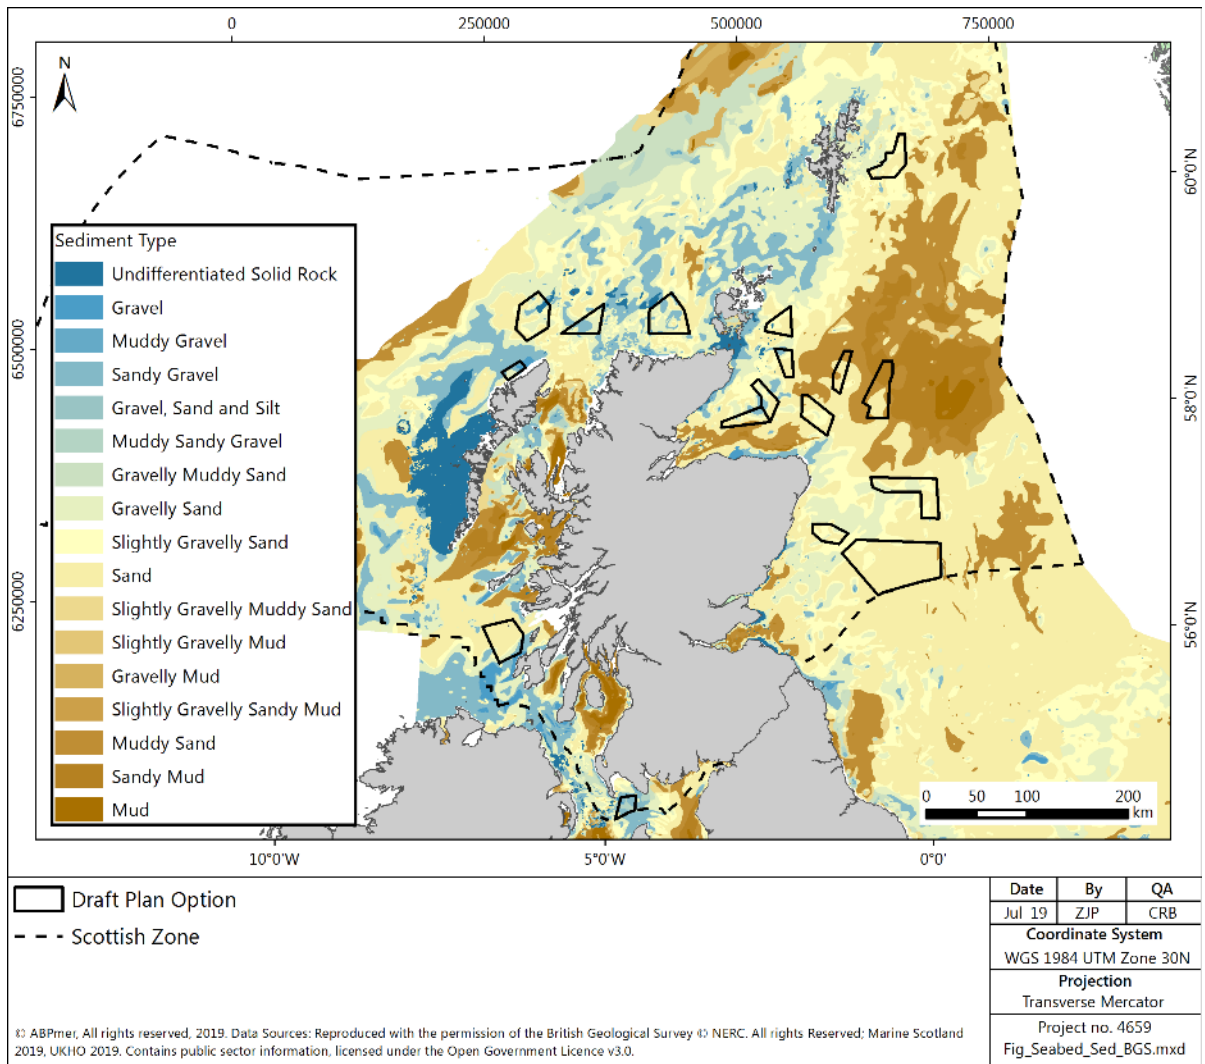 0 250000 500000 750000
N
6750000
6500000
6250000
60°0'N
58°0'N
56°0'N
Sediment Type
Undifferentiated Solid Rock
Gravel
Muddy Gravel
Sandy Gravel
Gravel, Sand and Silt
Muddy Sandy Gravel
Gravelly Muddy Sand
Gravelly Sand
Slightly Gravelly Sand
Sand
Slightly Gravelly Muddy Sand
Slightly Gravelly Mud
Gravelly Mud
Slightly Gravelly Sandy Mud
Muddy Sand
Sandy Mud
Mud
0 50 100 200
km
10°0'W 5°0'W 0°0'
Draft Plan Option
Scottish Zone
Date By QA
Jul 19 ZJP CRB
Coordinate System
WGS 1984 UTM Zone 30N
Projection
Transverse Mercator
Project no. 4659
Fig_Seabed_Sed_BGS.mxd
© ABPmer, All rights reserved, 2019. Data Sources: Reproduced with the permission of the British Geological Survey © NERC. All rights Reserved; Marine Scotland
2019, UKHO 2019. Contains public sector information, licensed under the Open Government Licence v3.0.